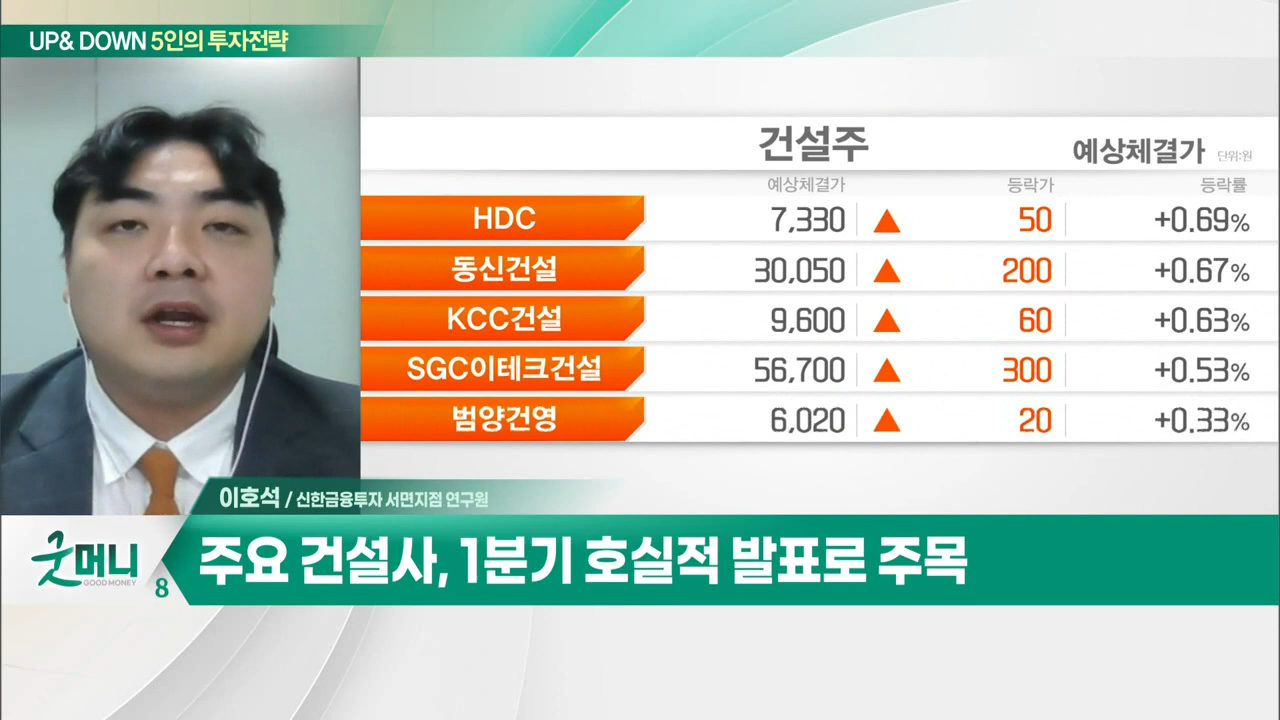 UP& DOWN 5인의 투자전략
건설주 예상체결가 단위:원
예상체결가 등락가 등락률
HDC 7,330 ▲ 50 +0.69%
동신건설 30,050 ▲ 200 +0.67%
KCC건설 9,600 ▲ 60 +0.63%
SGC이테크건설 56,700 ▲ 300 +0.53%
범양건영 6,020 ▲ 20 +0.33%
이호석 / 신한금융투자 서면지점 연구원
굿머니
GOOD MONEY
8
주요 건설사, 1분기 호실적 발표로 주목